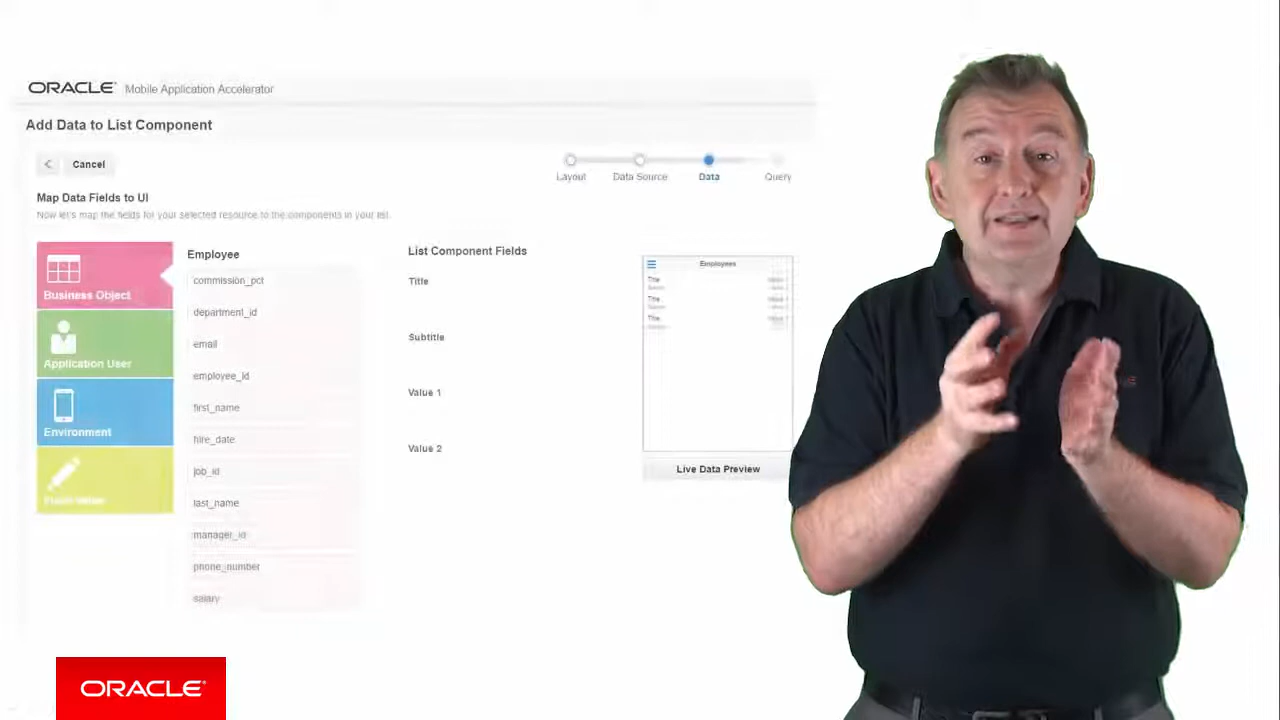 ORACLE® Mobile Application Accelerator
Add Data to List Component
< Cancel
Layout Data Source Data Query
Map Data Fields to UI
Now let's map the fields for your selected resource to the components in your list.
Business Object
Application User
Environment
Employee
commission_pct
department_id
email
employee_id
first_name
hire_date
job_id
last_name
manager_id
phone_number
salary
List Component Fields
Title
Subtitle
Value 1
Value 2
Employees
Title
Title
Title
Live Data Preview
ORACLE®